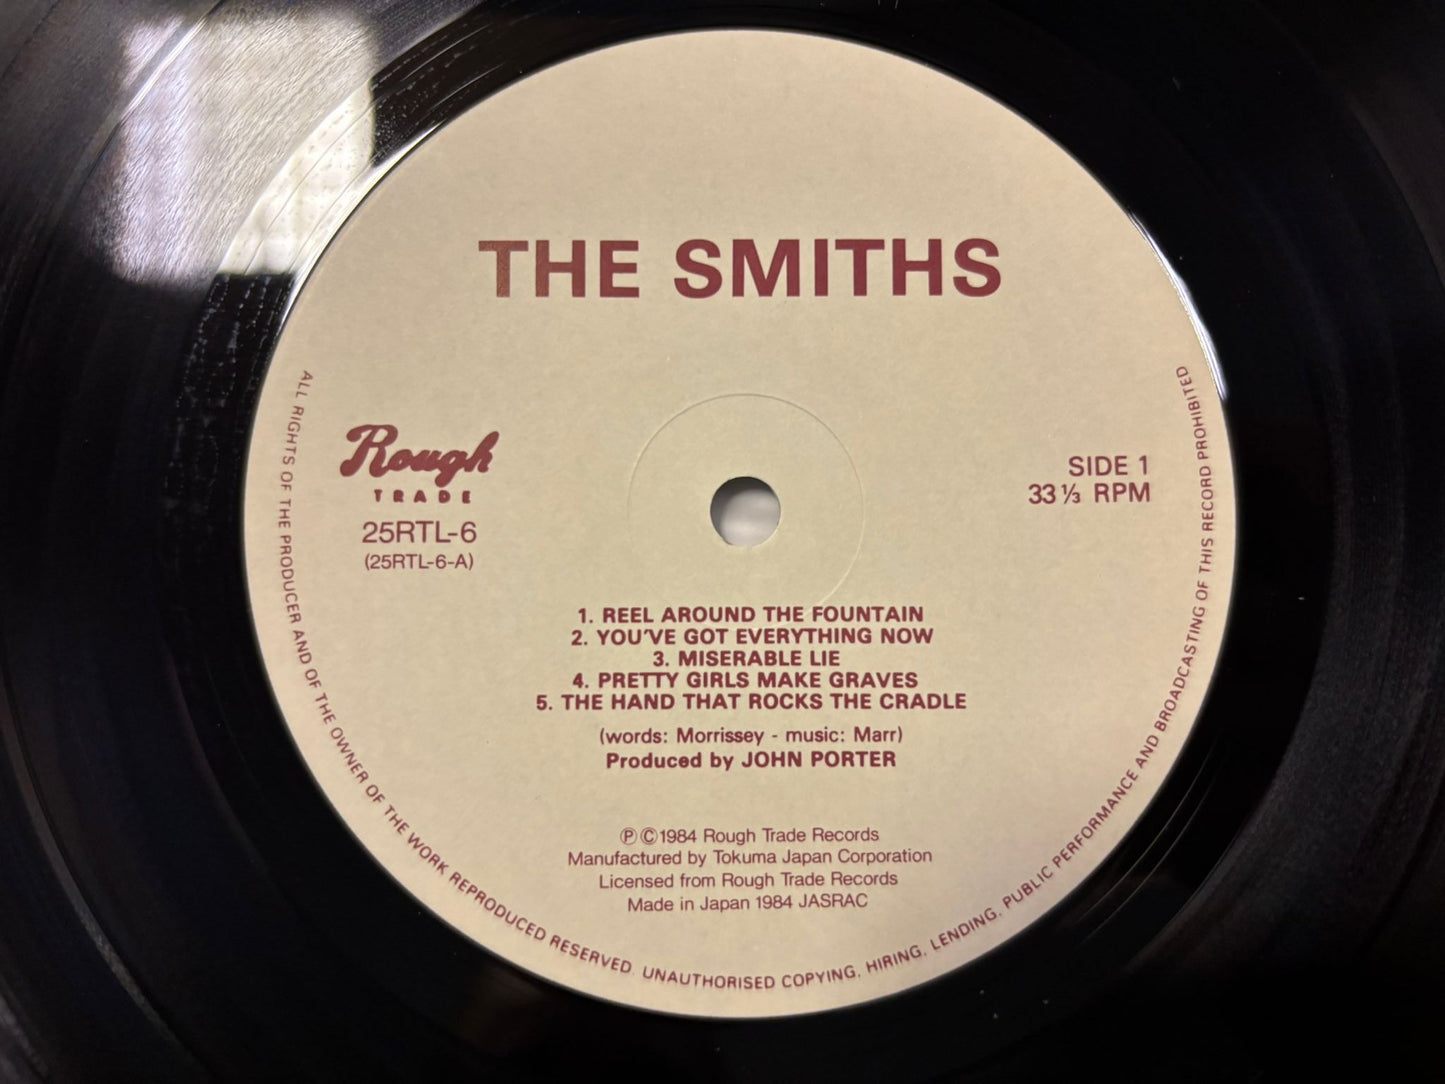 THE SMITHS
Rough
TRADE
25RTL-6
(25RTL-6-A)
SIDE 1
33 1/3 RPM
1. REEL AROUND THE FOUNTAIN
2. YOU'VE GOT EVERYTHING NOW
3. MISERABLE LIE
4. PRETTY GIRLS MAKE GRAVES
5. THE HAND THAT ROCKS THE CRADLE
(words: Morrissey - music: Marr)
Produced by JOHN PORTER
Ⓟ ©1984 Rough Trade Records
Manufactured by Tokuma Japan Corporation
Licensed from Rough Trade Records
Made in Japan 1984 JASRAC
ALL RIGHTS OF THE PRODUCER AND OF THE OWNER OF THE WORK REPRODUCED RESERVED. UNAUTHORISED COPYING, HIRING, LENDING, PUBLIC PERFORMANCE AND BROADCASTING OF THIS RECORD PROHIBITED